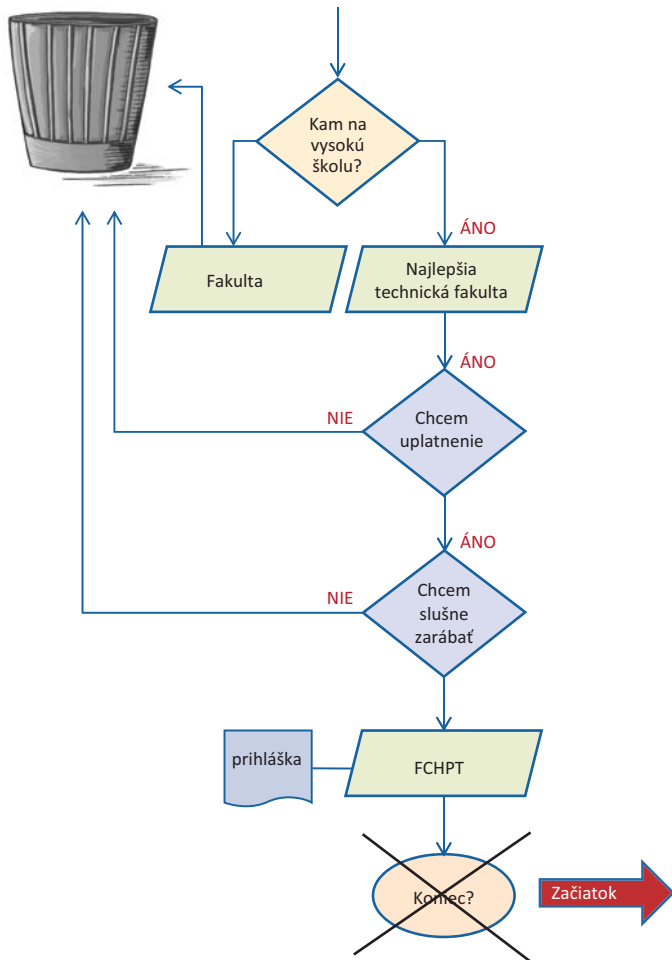 Kam na
vysokú
školu?
ÁNO
Fakulta
Najlepšia
technická fakulta
ÁNO
NIE
Chcem
uplatnenie
ÁNO
NIE
Chcem
slušne
zarábať
prihláška
FCHPT
Koniec?
Začiatok